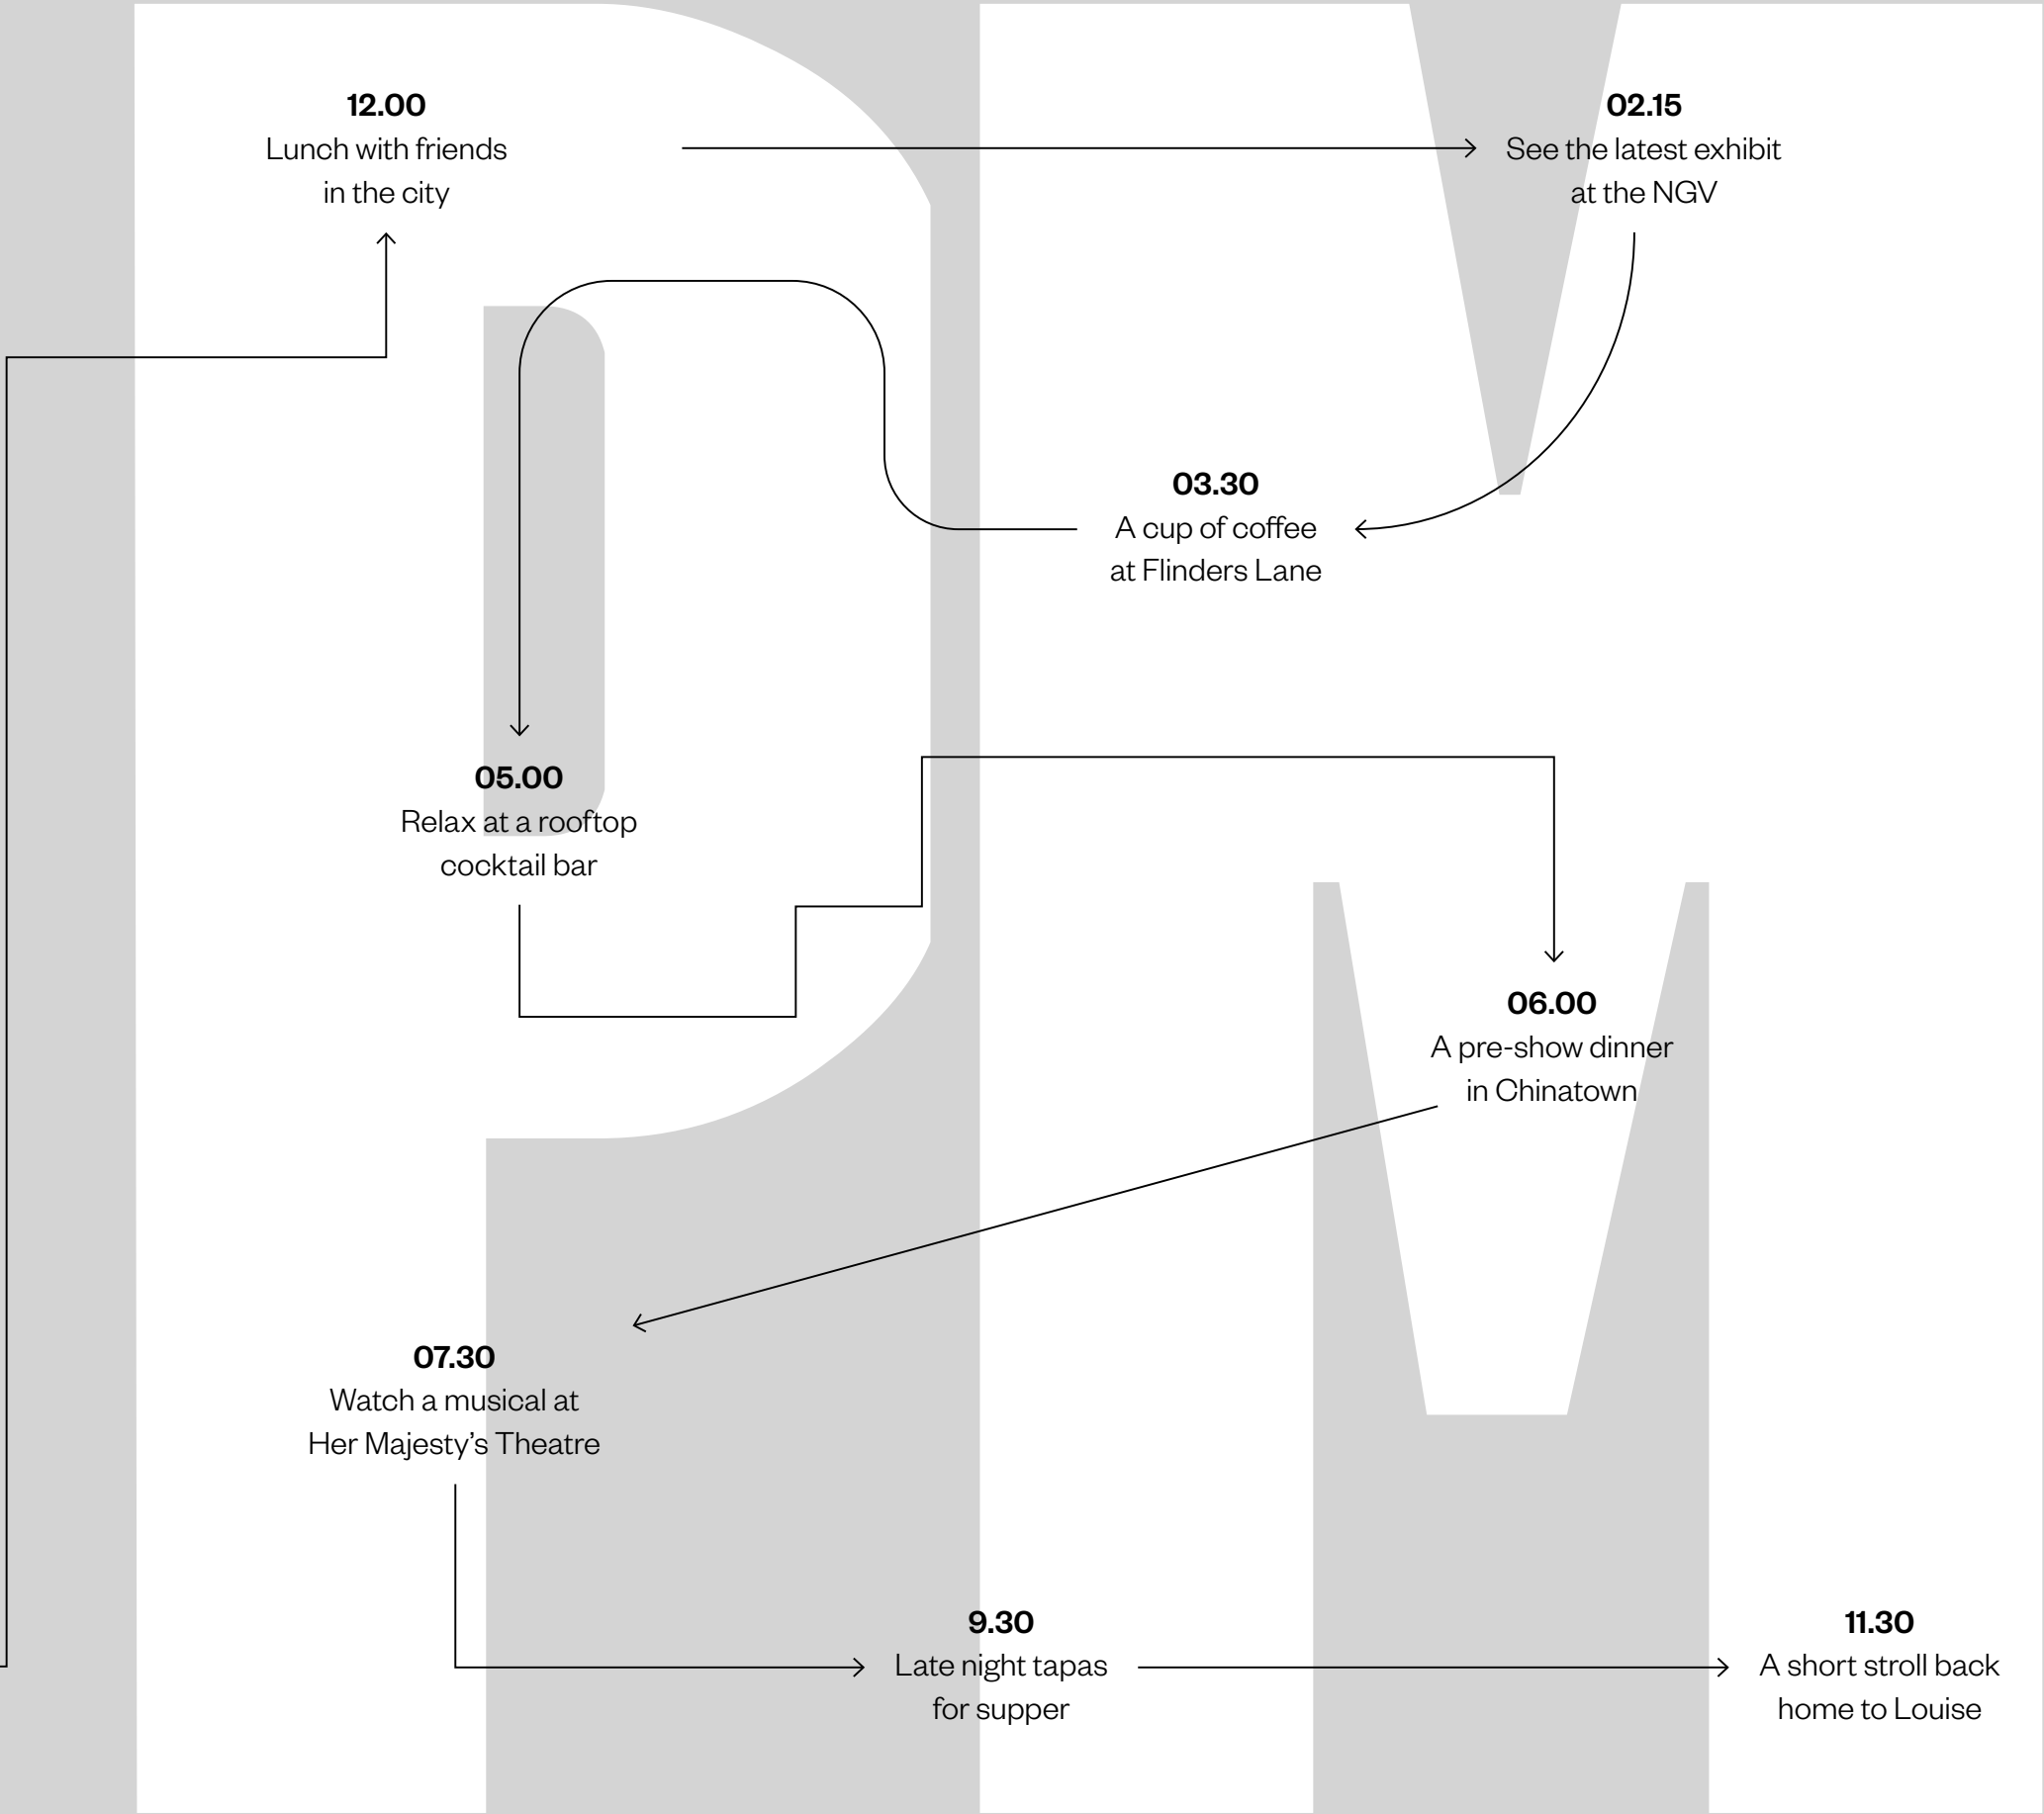 12.00
Lunch with friends
in the city
02.15
See the latest exhibit
at the NGV
03.30
A cup of coffee
at Flinders Lane
05.00
Relax at a rooftop
cocktail bar
06.00
A pre-show dinner
in Chinatown
07.30
Watch a musical at
Her Majesty’s Theatre
9.30
Late night tapas
for supper
11.30
A short stroll back
home to Louise
PM